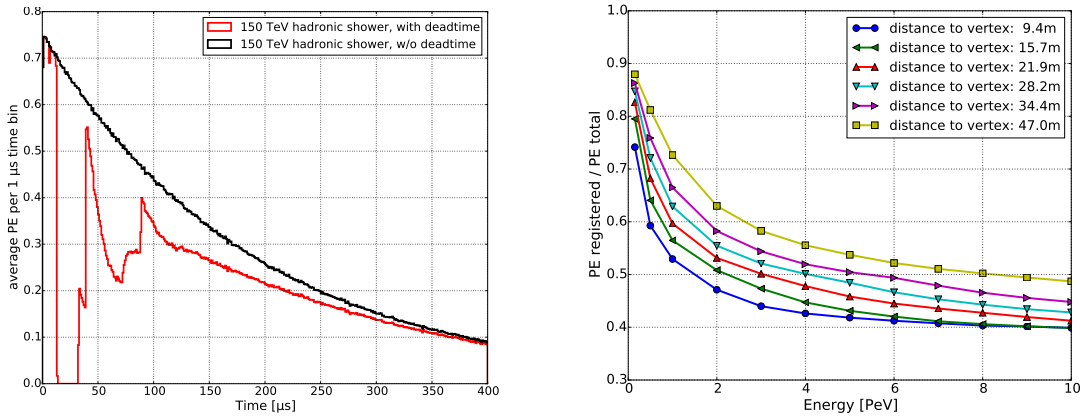 150 TeV hadronic shower, with deadtime
150 TeV hadronic shower, w/o deadtime
average PE per 1 μs time bin
0.8
0.7
0.6
0.5
0.4
0.3
0.2
0.1
0.0
0 50 100 150 200 250 300 350 400
Time [μs]
distance to vertex: 9.4m
distance to vertex: 15.7m
distance to vertex: 21.9m
distance to vertex: 28.2m
distance to vertex: 34.4m
distance to vertex: 47.0m
PE registered / PE total
1.0
0.9
0.8
0.7
0.6
0.5
0.4
0.3
0 2 4 6 8 10
Energy [PeV]